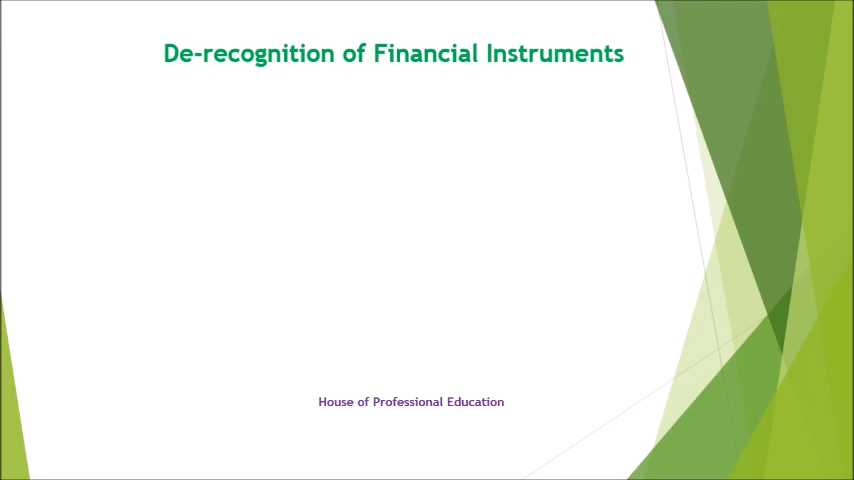 De-recognition of Financial Instruments
House of Professional Education